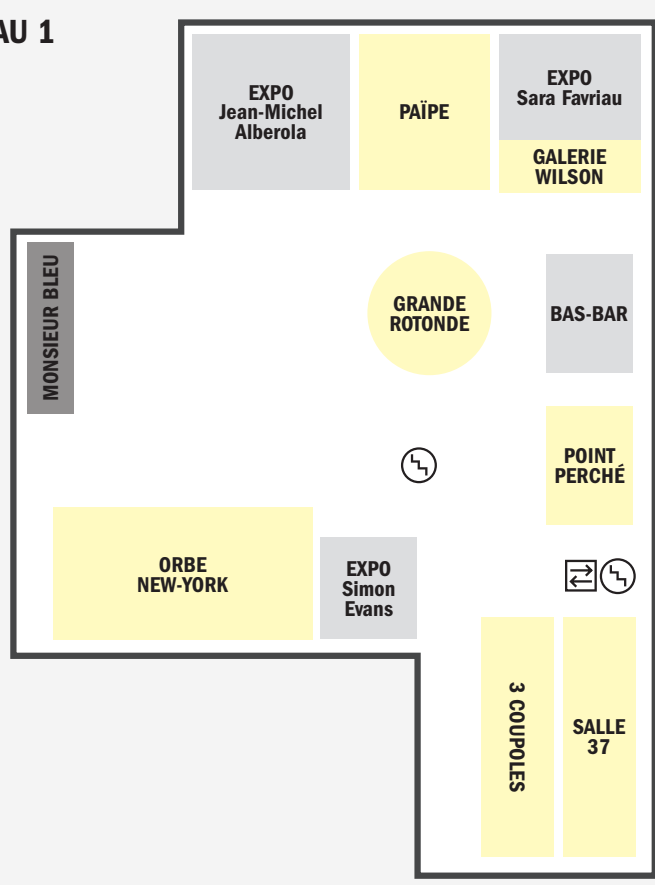 AU 1
EXPO
Jean-Michel
Alberola
PAÏPE
EXPO
Sara Favriau
GALERIE
WILSON
MONSIEUR BLEU
GRANDE
ROTONDE
BAS-BAR
POINT
PERCHÉ
ORBE
NEW-YORK
EXPO
Simon
Evans
3 COUPOLES
SALLE
37